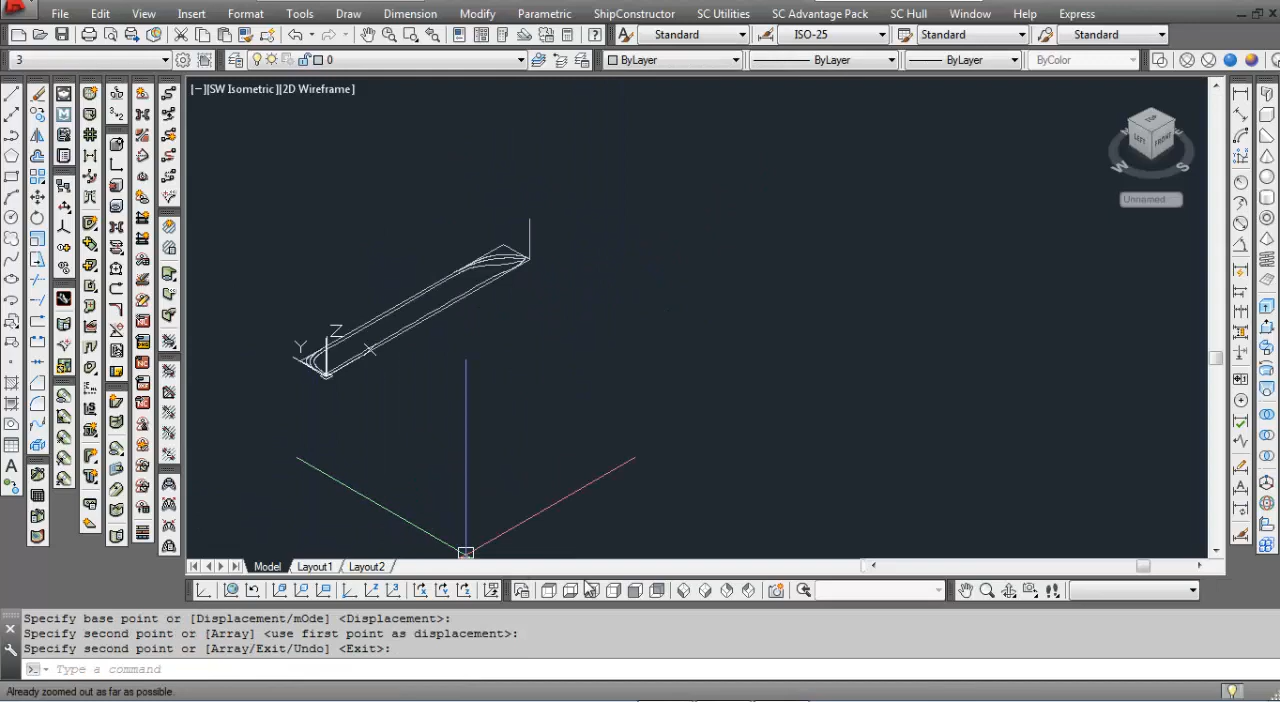 File Edit View Insert Format Tools Draw Dimension Modify Parametric ShipConstructor SC Utilities SC Advantage Pack SC Hull Window Help Express
Standard ISO-25 Standard Standard
3 0 ByLayer ByLayer ByLayer ByColor
[−][SW Isometric][2D Wireframe]
TOP
LEFT FRONT
W S
Unnamed
Z
Y
Model Layout1 Layout2
Specify base point or [Displacement/mOde] <Displacement>:
Specify second point or [Array] <use first point as displacement>:
Specify second point or [Array/Exit/Undo] <Exit>:
Type a command
Already zoomed out as far as possible.